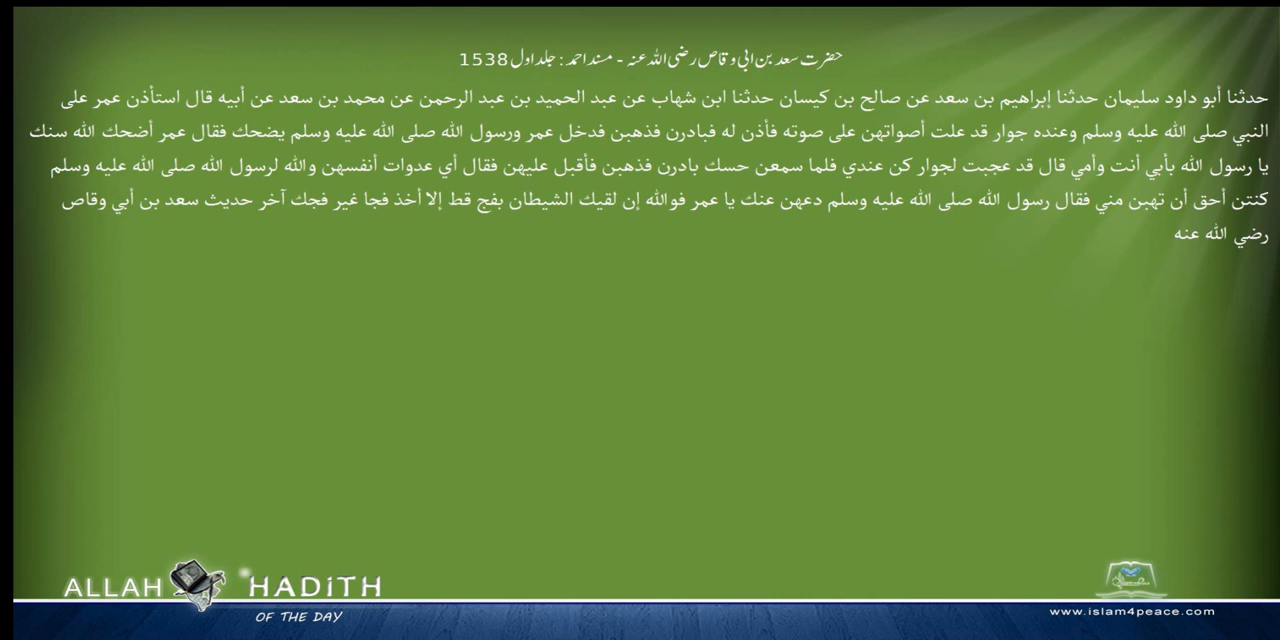 حضرت سعد بن ابی وقاص رضی اللہ عنہ - مسند احمد : جلد اول 1538
حدثنا أبو داود سليمان حدثنا إبراهيم بن سعد عن صالح بن كيسان حدثنا ابن شهاب عن عبد الحميد بن عبد الرحمن عن محمد بن سعد عن أبيه قال استأذن عمر على
النبي صلى الله عليه وسلم وعنده جوار قد علت أصواتهن على صوته فأذن له فبادرن فذهبن فدخل عمر ورسول الله صلى الله عليه وسلم يضحك فقال عمر أضحك الله سنك
يا رسول الله بأبي أنت وأمي قال قد عجبت لجوار كن عندي فلما سمعن حسك بادرن فذهبن فأقبل عليهن فقال أي عدوات أنفسهن والله لرسول الله صلى الله عليه وسلم
كنتن أحق أن تهبن مني فقال رسول الله صلى الله عليه وسلم دعهن عنك يا عمر فوالله إن لقيك الشيطان بفج قط إلا أخذ فجا غير فجك آخر حديث سعد بن أبي وقاص
رضي الله عنه
ALLAH HADITH
OF THE DAY
www.islam4peace.com